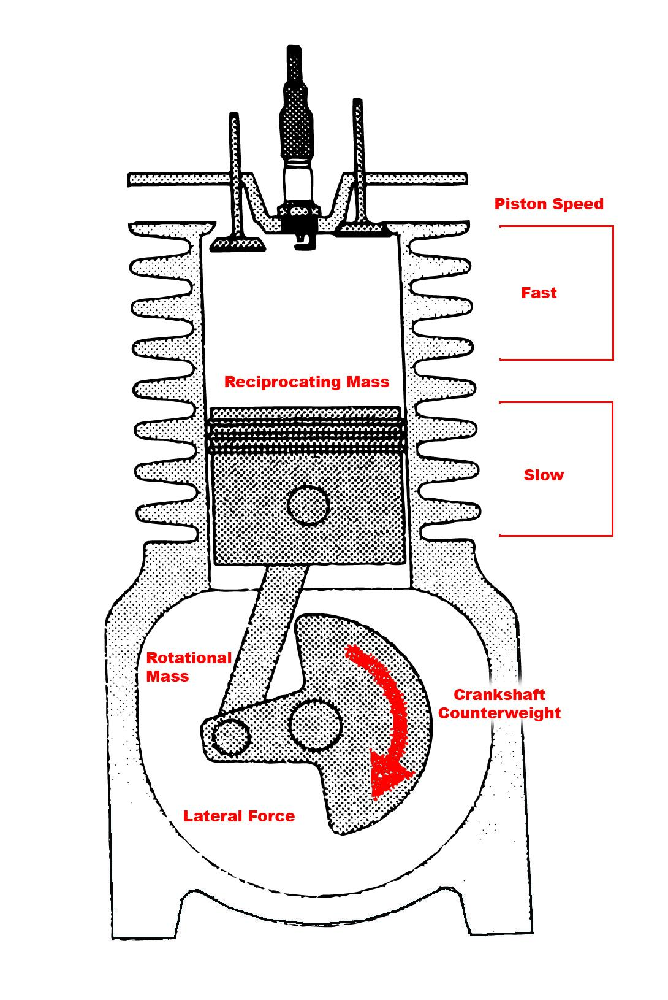 Piston Speed
Fast
Reciprocating Mass
Slow
Rotational
Mass
Crankshaft
Counterweight
Lateral Force